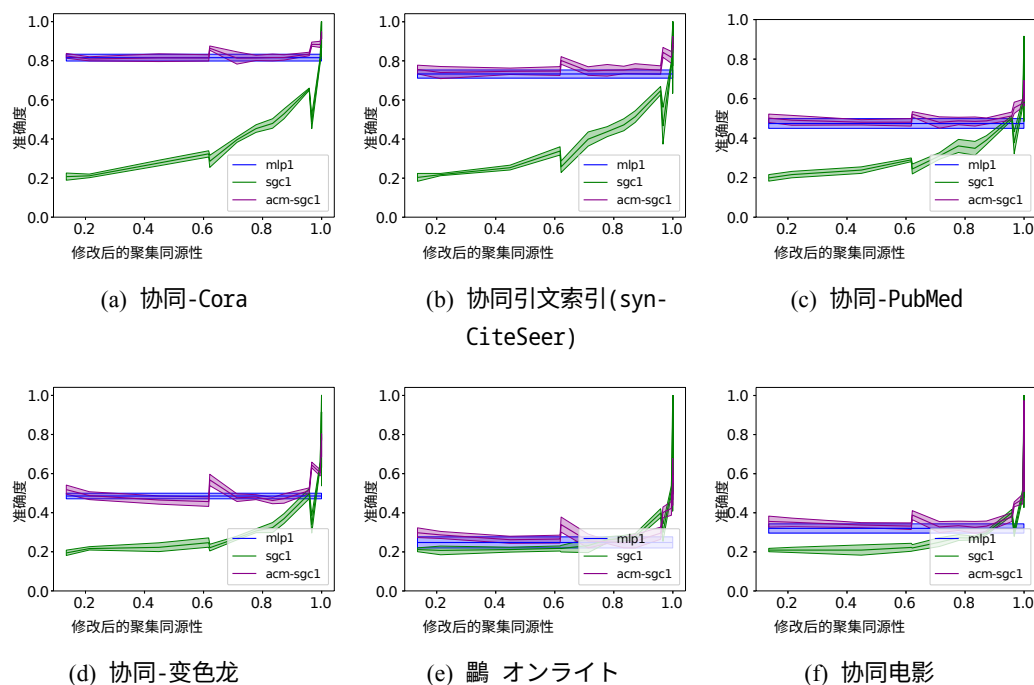 1.0
0.8
0.6
0.4
0.2
0.0
准确度
mlp1
sgc1
acm-sgc1
0.2 0.4 0.6 0.8 1.0
修改后的聚集同源性
(a) 协同-Cora
1.0
0.8
0.6
0.4
0.2
0.0
准确度
mlp1
sgc1
acm-sgc1
0.2 0.4 0.6 0.8 1.0
修改后的聚集同源性
(b) 协同引文索引(syn-
CiteSeer)
1.0
0.8
0.6
0.4
0.2
0.0
准确度
mlp1
sgc1
acm-sgc1
0.2 0.4 0.6 0.8 1.0
修改后的聚集同源性
(c) 协同-PubMed
1.0
0.8
0.6
0.4
0.2
0.0
准确度
mlp1
sgc1
acm-sgc1
0.2 0.4 0.6 0.8 1.0
修改后的聚集同源性
(d) 协同-变色龙
1.0
0.8
0.6
0.4
0.2
0.0
准确度
mlp1
sgc1
acm-sgc1
0.2 0.4 0.6 0.8 1.0
修改后的聚集同源性
(e) オンライト
1.0
0.8
0.6
0.4
0.2
0.0
准确度
mlp1
sgc1
acm-sgc1
0.2 0.4 0.6 0.8 1.0
修改后的聚集同源性
(f) 协同电影